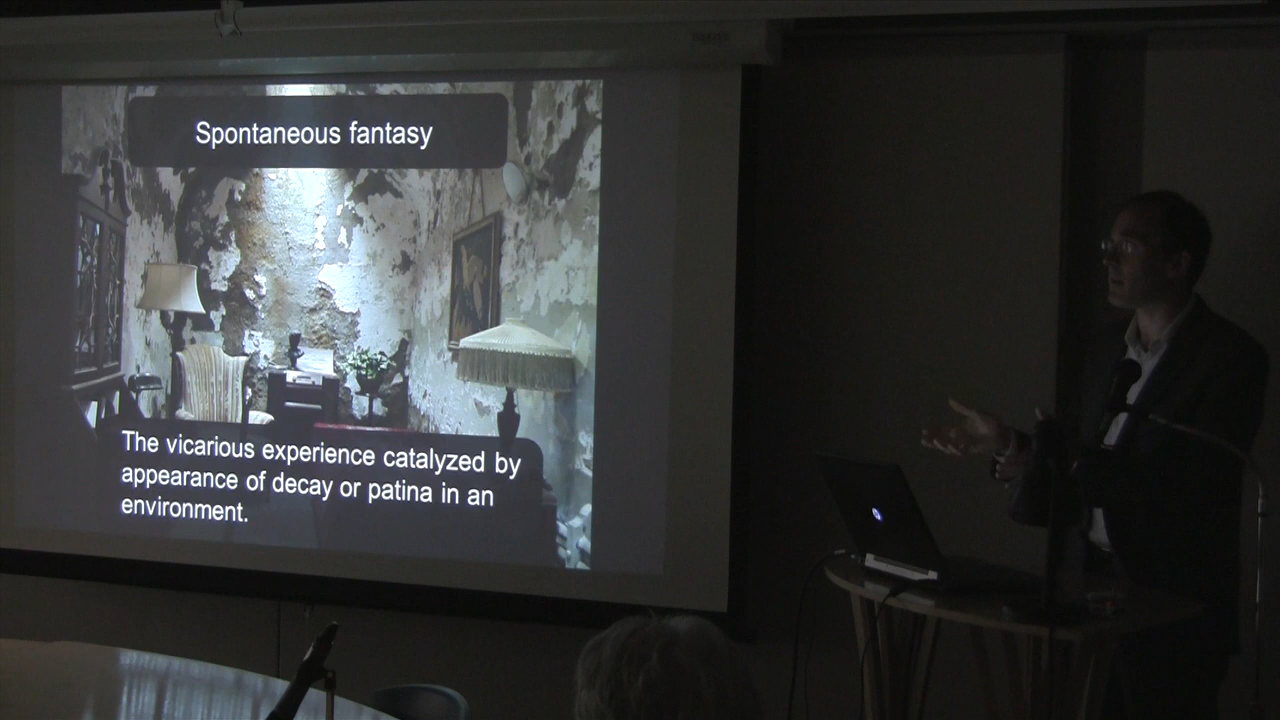 Spontaneous fantasy
The vicarious experience catalyzed by
appearance of decay or patina in an
environment.